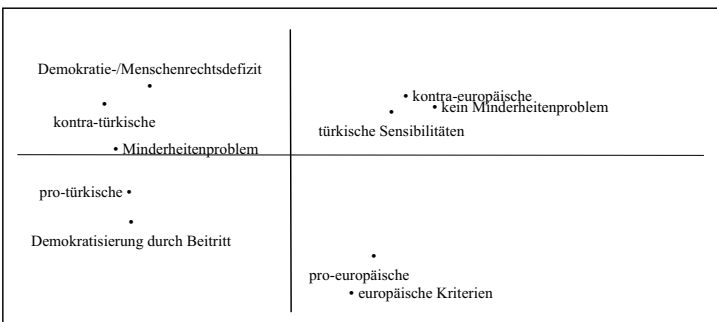 Demokratie-/Menschenrechtsdefizit
• kontra-europäische
• kein Minderheitenproblem
kontra-türkische
türkische Sensibilitäten
• Minderheitenproblem
pro-türkische •
Demokratisierung durch Beitritt
pro-europäische
• europäische Kriterien